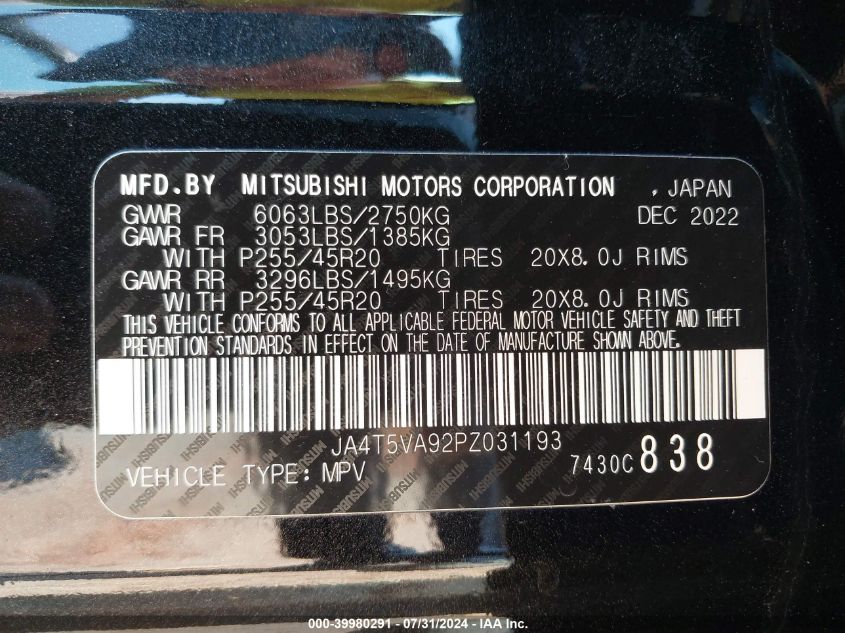 MFD.BY MITSUBISHI MOTORS CORPORATION , JAPAN
GVWR 6063LBS/2750KG DEC 2022
GAWR FR 3053LBS/1385KG
WITH P255/45R20 TIRES 20X8.0J RIMS
GAWR RR 3296LBS/1495KG
WITH P255/45R20 TIRES 20X8.0J RIMS
THIS VEHICLE CONFORMS TO ALL APPLICABLE FEDERAL MOTOR VEHICLE SAFETY AND THEFT
PREVENTION STANDARDS IN EFFECT ON THE DATE OF MANUFACTURE SHOWN ABOVE.
JA4T5VA92PZ031193
VEHICLE TYPE: MPV 7430C 838
000-39980291 - 07/31/2024 - IAA Inc.